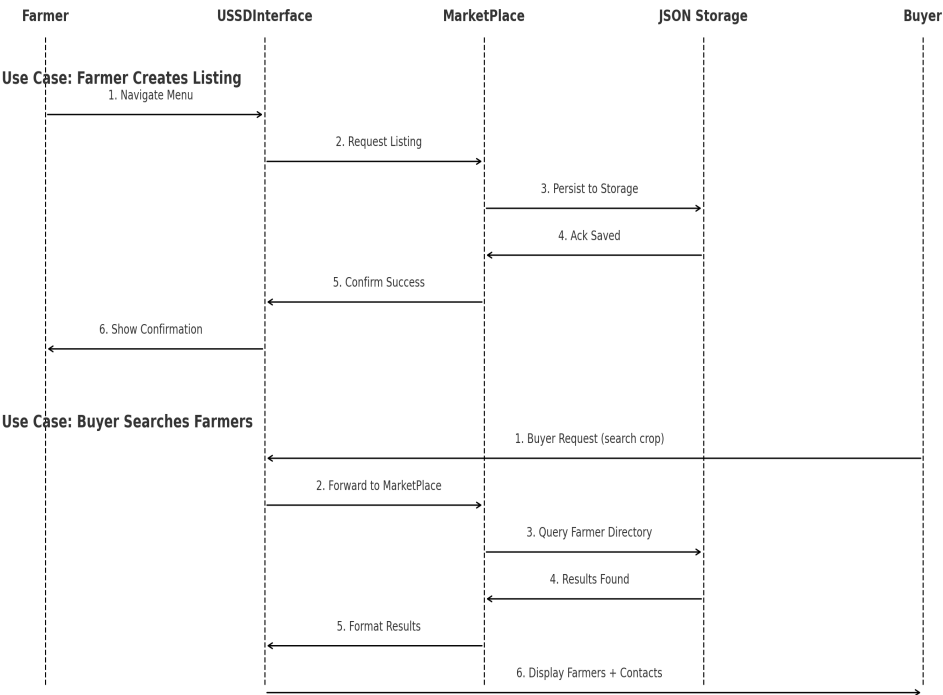 Farmer
USSDInterface
MarketPlace
JSON Storage
Buyer
Use Case: Farmer Creates Listing
1. Navigate Menu
2. Request Listing
3. Persist to Storage
4. Ack Saved
5. Confirm Success
6. Show Confirmation
Use Case: Buyer Searches Farmers
1. Buyer Request (search crop)
2. Forward to MarketPlace
3. Query Farmer Directory
4. Results Found
5. Format Results
6. Display Farmers + Contacts